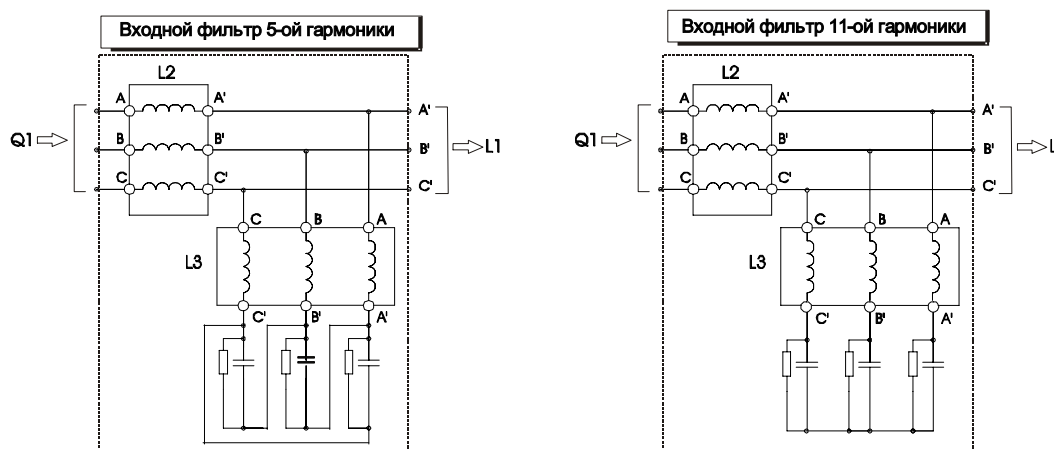 Входной фильтр 5-ой гармоники
L2
A A'
Q1
B B'
C C'
A'
B'
C'
L1
C B A
L3
C' B' A'
Входной фильтр 11-ой гармоники
L2
A A'
Q1
B B'
C C'
A'
B'
C'
L
C B A
L3
C' B' A'